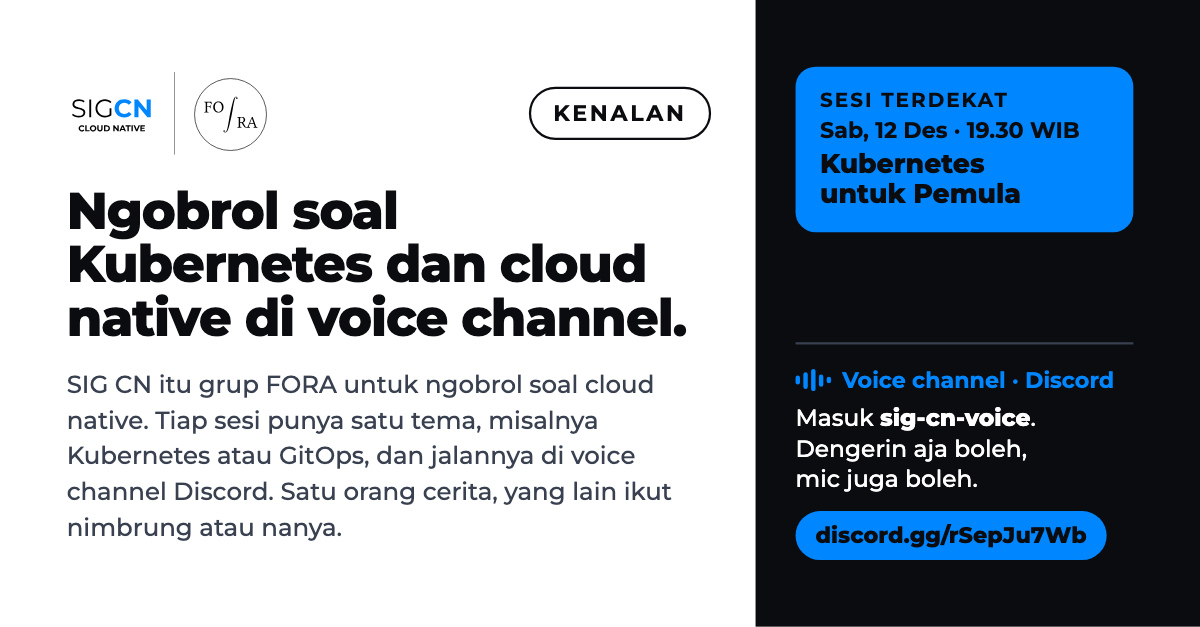 SIGCN
CLOUD NATIVE
FO
RA
KENALAN
Ngobrol soal
Kubernetes dan cloud
native di voice channel.
SIG CN itu grup FORA untuk ngobrol soal cloud
native. Tiap sesi punya satu tema, misalnya
Kubernetes atau GitOps, dan jalannya di voice
channel Discord. Satu orang cerita, yang lain ikut
nimbrung atau nanya.
SESI TERDEKAT
Sab, 12 Des · 19.30 WIB
Kubernetes
untuk Pemula
Voice channel · Discord
Masuk sig-cn-voice.
Dengerin aja boleh,
mic juga boleh.
discord.gg/rSepJu7Wb